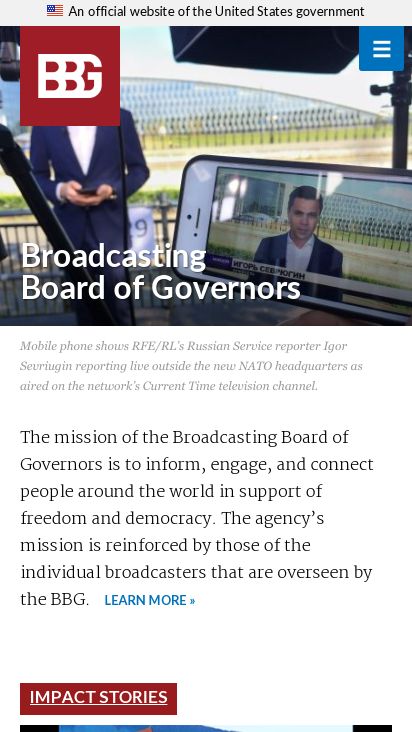 An official website of the United States government
BBG
89
ИГОРЬ СЕВРЮГИН
Broadcasting
Board of Governors
Mobile phone shows RFE/RL's Russian Service reporter Igor
Sevriugin reporting live outside the new NATO headquarters as
aired on the network's Current Time television channel.
The mission of the Broadcasting Board of
Governors is to inform, engage, and connect
people around the world in support of
freedom and democracy. The agency's
mission is reinforced by those of the
individual broadcasters that are overseen by
the BBG. LEARN MORE »
IMPACT STORIES